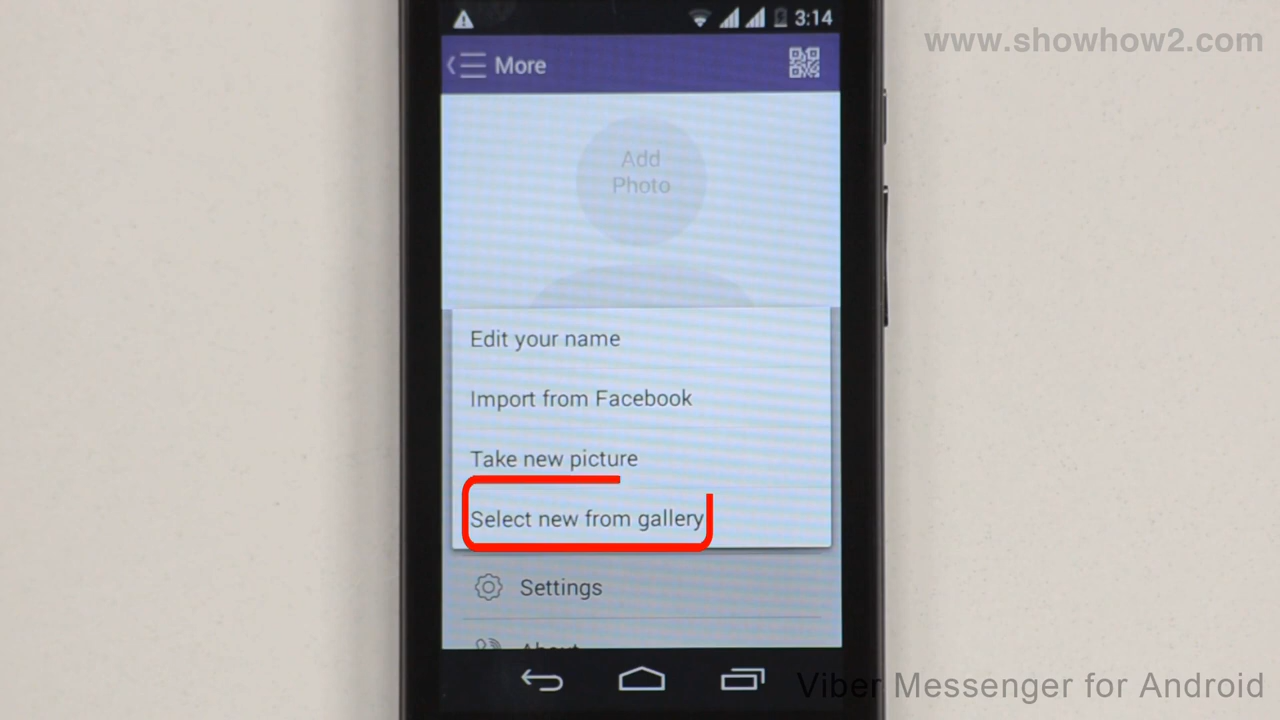 3:14
www.showhow2.com
More
Add
Photo
Edit your name
Import from Facebook
Take new picture
Select new from gallery
Settings
About
Viber Messenger for Android